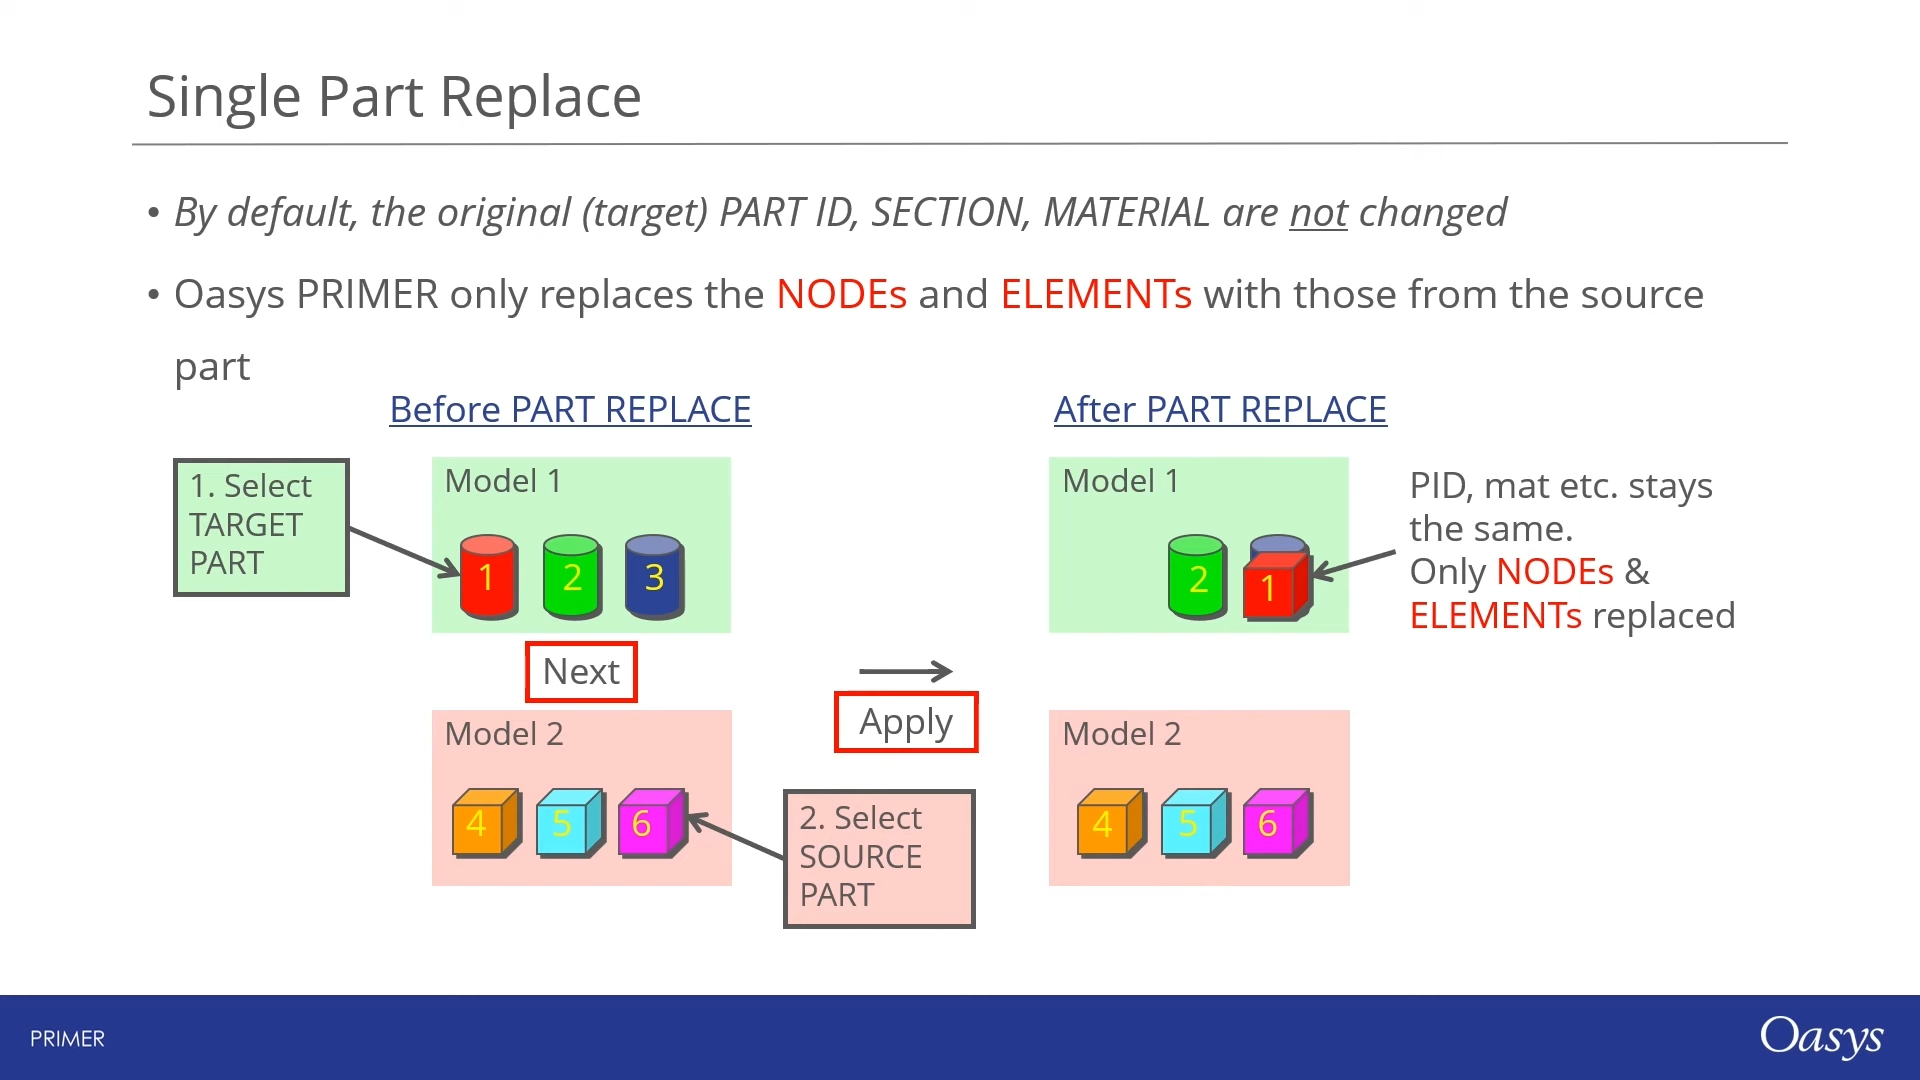 Single Part Replace
• By default, the original (target) PART ID, SECTION, MATERIAL are not changed
• Oasys PRIMER only replaces the NODEs and ELEMENTs with those from the source
part
Before PART REPLACE
After PART REPLACE
1. Select
TARGET
PART
Model 1
1 2 3
Next
Model 2
4 5 6
2. Select
SOURCE
PART
Apply
Model 1
2 1
PID, mat etc. stays
the same.
Only NODEs &
ELEMENTs replaced
Model 2
4 5 6
PRIMER
Oasys